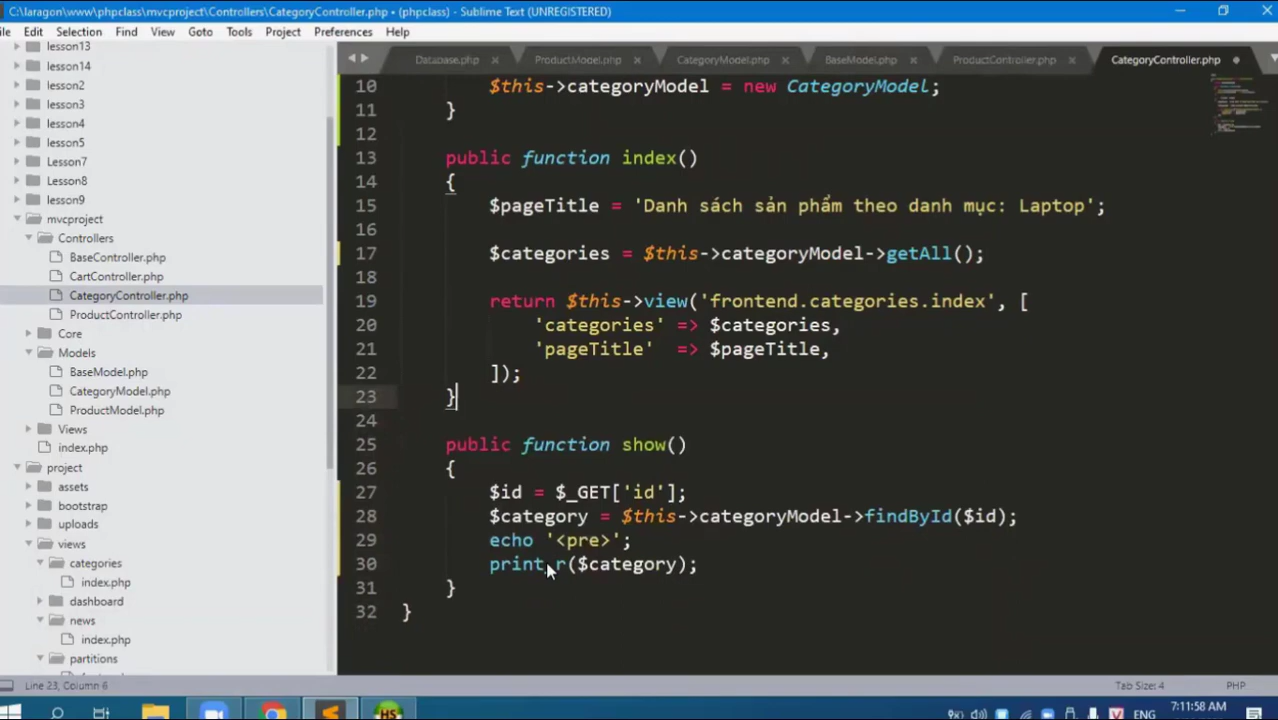 C:\laragon\www\phpclass\mvcproject\Controllers\CategoryController.php • (phpclass) - Sublime Text (UNREGISTERED)
Edit Selection Find View Goto Tools Project Preferences Help
Database.php ProductModel.php CategoryModel.php BaseModel.php ProductController.php CategoryController.php
lesson13
lesson14
lesson2
lesson3
lesson4
lesson5
Lesson7
Lesson8
lesson9
mvcproject
Controllers
BaseController.php
CartController.php
CategoryController.php
ProductController.php
Core
Models
BaseModel.php
CategoryModel.php
ProductModel.php
Views
index.php
project
assets
bootstrap
uploads
views
categories
index.php
dashboard
news
index.php
partitions
10 $this->categoryModel = new CategoryModel;
11 }
12
13 public function index()
14 {
15 $pageTitle = 'Danh sách sản phẩm theo danh mục: Laptop';
16
17 $categories = $this->categoryModel->getAll();
18
19 return $this->view('frontend.categories.index', [
20 'categories' => $categories,
21 'pageTitle' => $pageTitle,
22 ]);
23 }
24
25 public function show()
26 {
27 $id = $_GET['id'];
28 $category = $this->categoryModel->findById($id);
29 echo '<pre>';
30 print_r($category);
31 }
32 }
Line 23, Column 6 Tab Size: 4 PHP
ENG 7:11:58 AM